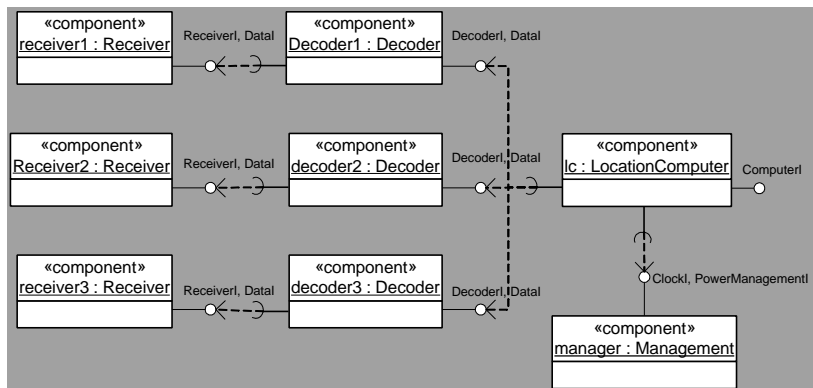 «component»
receiver1 : Receiver
ReceiverI, DataI
«component»
Decoder1 : Decoder
DecoderI, DataI
«component»
Receiver2 : Receiver
ReceiverI, DataI
«component»
decoder2 : Decoder
DecoderI, DataI
«component»
lc : LocationComputer
ComputerI
«component»
receiver3 : Receiver
ReceiverI, DataI
«component»
decoder3 : Decoder
DecoderI, DataI
ClockI, PowerManagementI
«component»
manager : Management